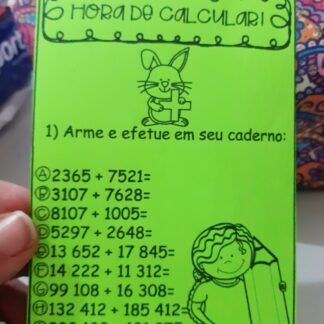 HORA DE CALCULAR!
1) Arme e efetue em seu caderno:
A 2365 + 7521=
B 3107 + 7628=
C 8107 + 1005=
D 5297 + 2648=
E 13 652 + 17 845=
F 14 222 + 11 312=
G 99 108 + 16 308=
H 132 412 + 185 412=